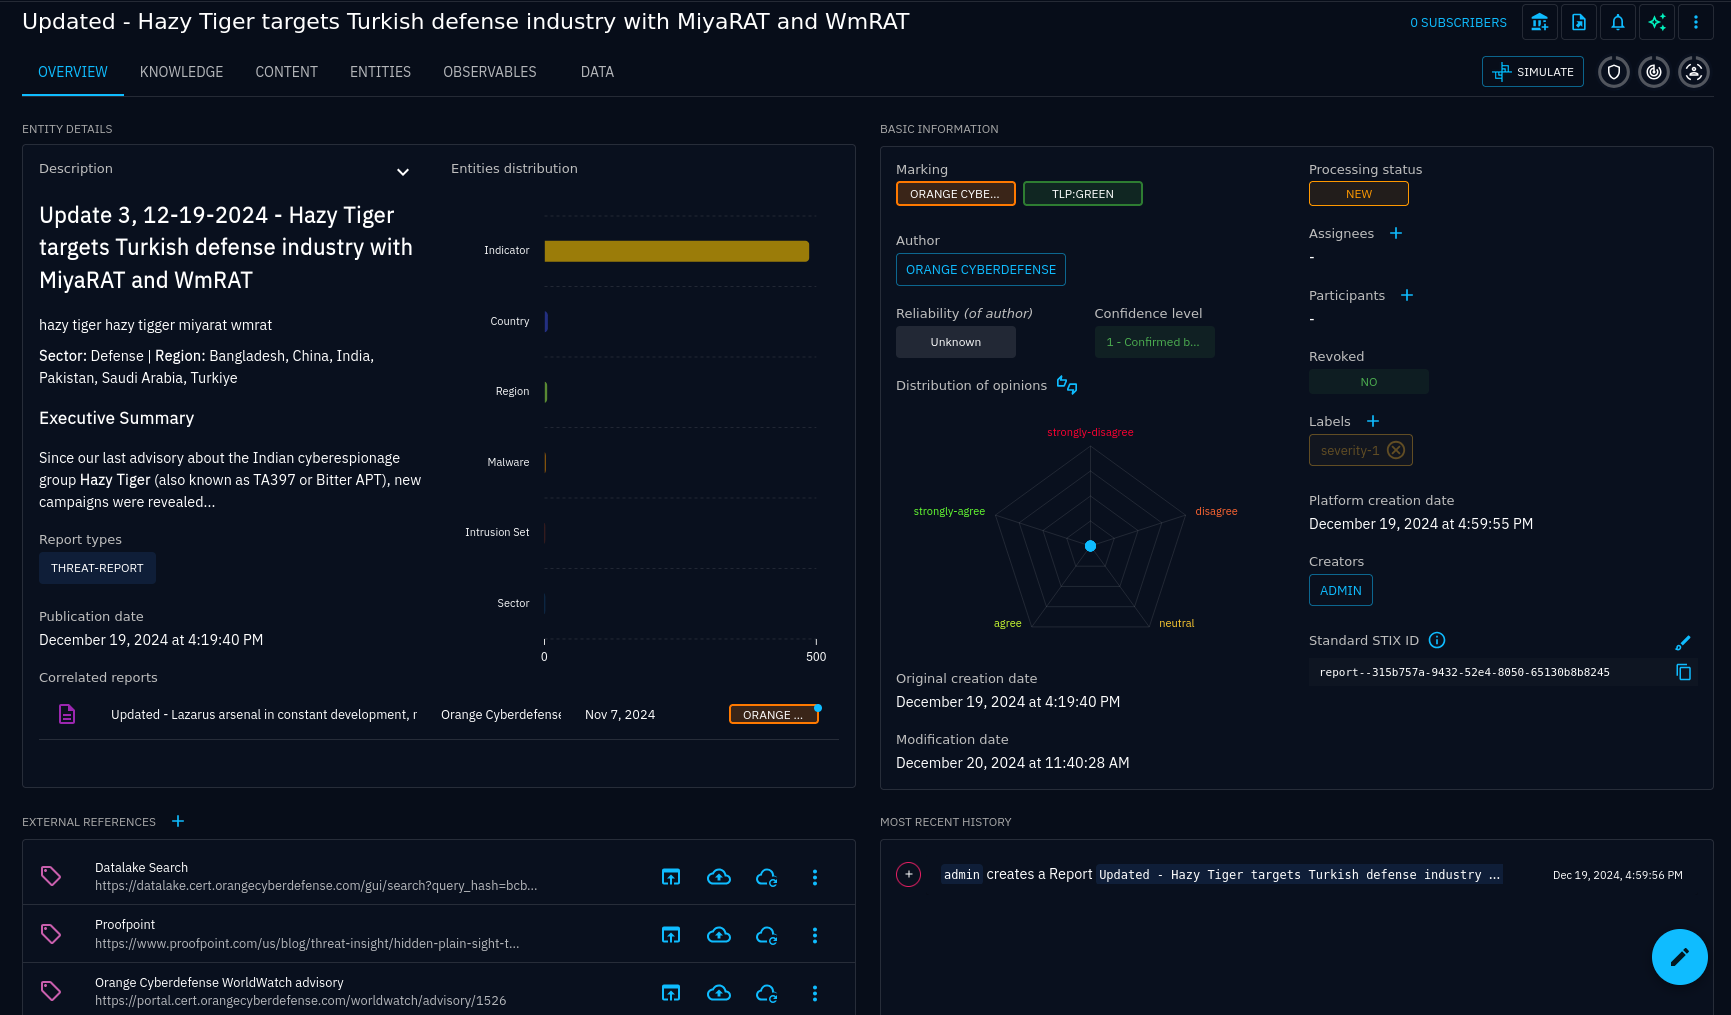 Updated - Hazy Tiger targets Turkish defense industry with MiyaRAT and WmRAT
0 SUBSCRIBERS
OVERVIEW
KNOWLEDGE
CONTENT
ENTITIES
OBSERVABLES
DATA
SIMULATE
ENTITY DETAILS
Description
Update 3, 12-19-2024 - Hazy Tiger
targets Turkish defense industry with
MiyaRAT and WmRAT
hazy tiger hazy tigger miyarat wmrat
Sector: Defense | Region: Bangladesh, China, India,
Pakistan, Saudi Arabia, Turkiye
Executive Summary
Since our last advisory about the Indian cyberespionage
group Hazy Tiger (also known as TA397 or Bitter APT), new
campaigns were revealed...
Report types
THREAT-REPORT
Publication date
December 19, 2024 at 4:19:40 PM
Entities distribution
Indicator
Country
Region
Malware
Intrusion Set
Sector
0
500
Correlated reports
Updated - Lazarus arsenal in constant development, r
Orange Cyberdefense
Nov 7, 2024
ORANGE ...
BASIC INFORMATION
Marking
ORANGE CYBE...
TLP:GREEN
Author
ORANGE CYBERDEFENSE
Reliability (of author)
Unknown
Confidence level
1 - Confirmed b...
Distribution of opinions
strongly-disagree
strongly-agree
disagree
agree
neutral
Original creation date
December 19, 2024 at 4:19:40 PM
Modification date
December 20, 2024 at 11:40:28 AM
Processing status
NEW
Assignees
-
Participants
-
Revoked
NO
Labels
severity-1
Platform creation date
December 19, 2024 at 4:59:55 PM
Creators
ADMIN
Standard STIX ID
report--315b757a-9432-52e4-8050-65130b8b8245
EXTERNAL REFERENCES
Datalake Search
https://datalake.cert.orangecyberdefense.com/gui/search?query_hash=bcb...
Proofpoint
https://www.proofpoint.com/us/blog/threat-insight/hidden-plain-sight-t...
Orange Cyberdefense WorldWatch advisory
https://portal.cert.orangecyberdefense.com/worldwatch/advisory/1526
MOST RECENT HISTORY
admin creates a Report Updated - Hazy Tiger targets Turkish defense industry ...
Dec 19, 2024, 4:59:56 PM